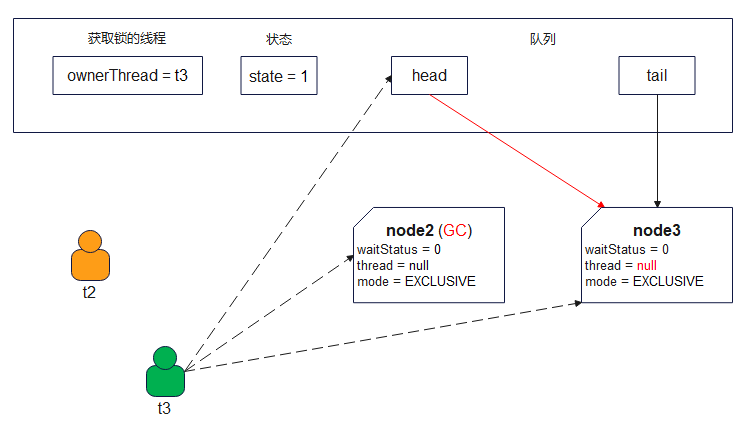 获取锁的线程
状态
队列
ownerThread = t3
state = 1
head
tail
node2 (GC)
waitStatus = 0
thread = null
mode = EXCLUSIVE
node3
waitStatus = 0
thread = null
mode = EXCLUSIVE
t2
t3